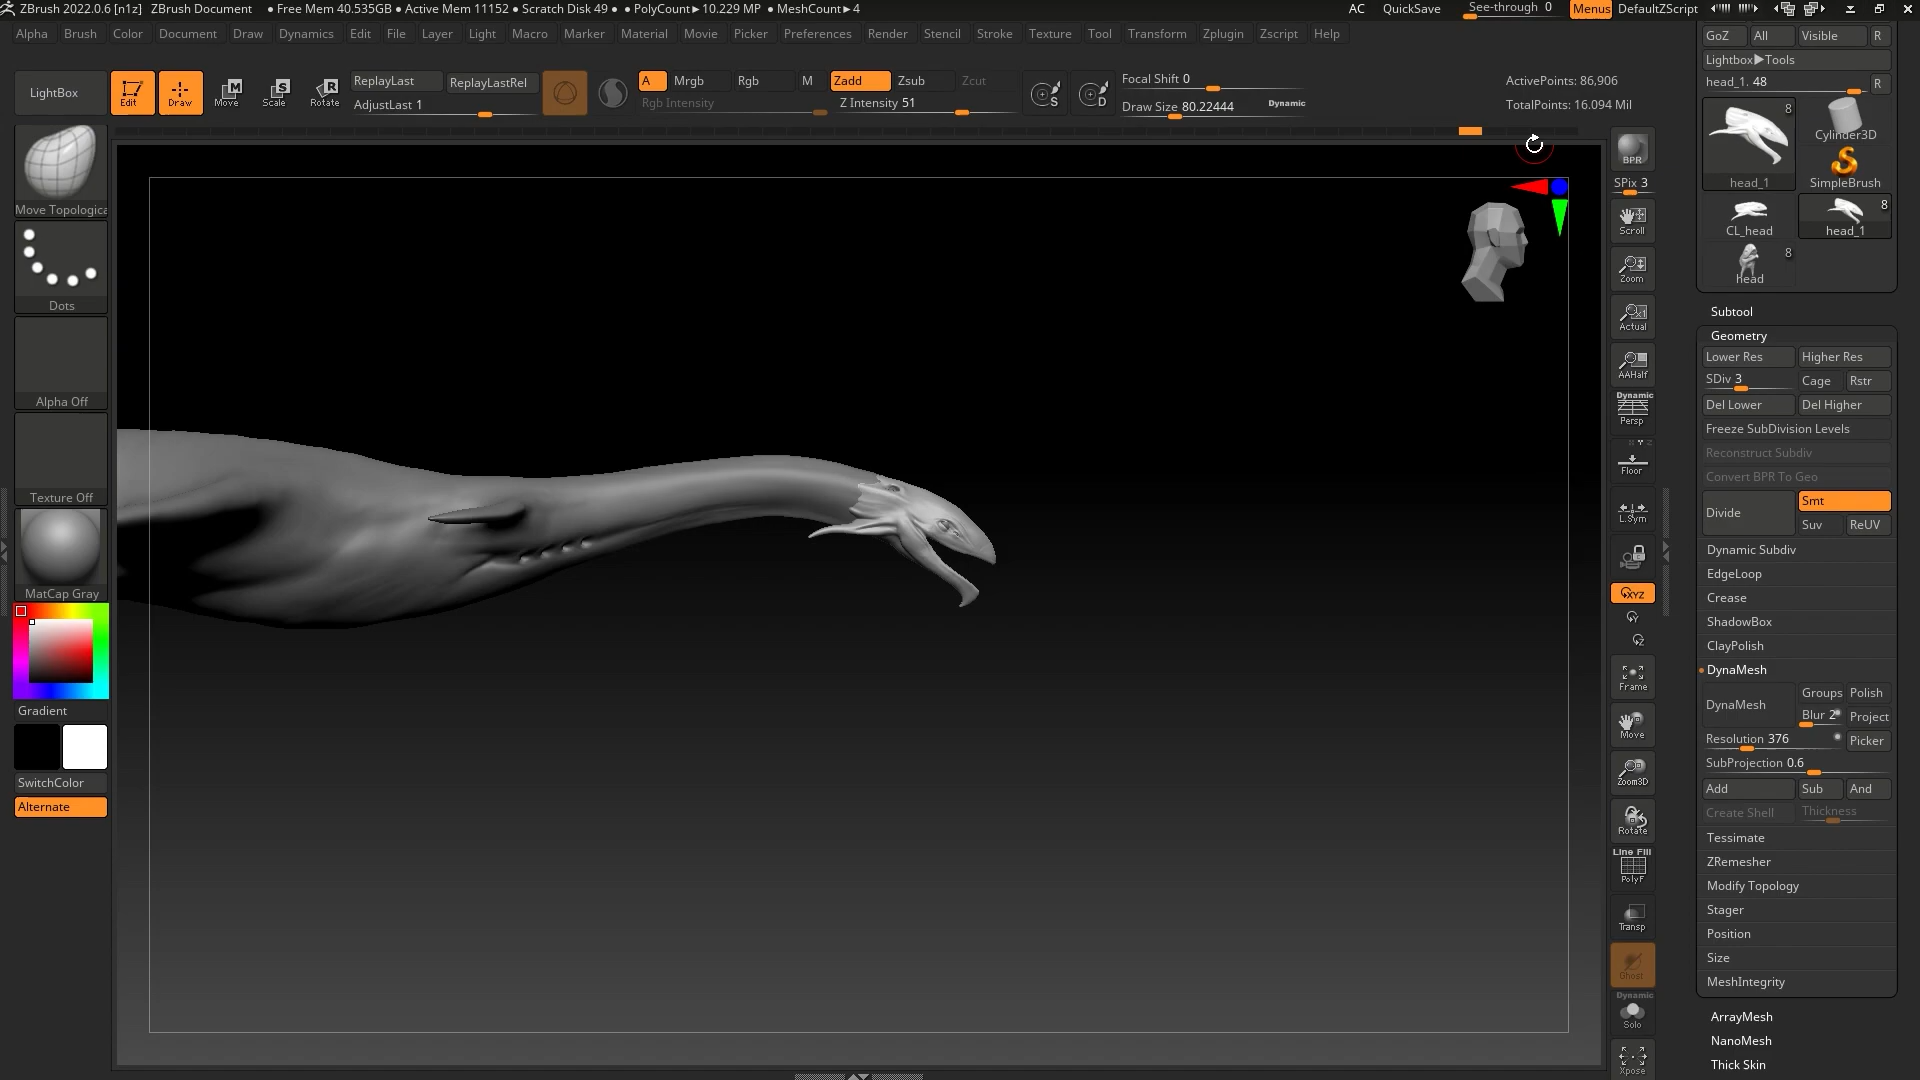 ZBrush 2022.0.6 [n1z] ZBrush Document ● Free Mem 40.535GB ● Active Mem 11152 ● Scratch Disk 49 ● ● PolyCount►10.229 MP ● MeshCount►4 AC QuickSave See-through 0 Menus DefaultZScript
Alpha Brush Color Document Draw Dynamics Edit File Layer Light Macro Marker Material Movie Picker Preferences Render Stencil Stroke Texture Tool Transform Zplugin Zscript Help
LightBox
Edit
Draw
Move
Scale
Rotate
ReplayLast
ReplayLastRel
AdjustLast 1
A
Mrgb
Rgb
M
Zadd
Zsub
Zcut
Rgb Intensity
Z Intensity 51
S
D
Focal Shift 0
Draw Size 80.22444
Dynamic
ActivePoints: 86,906
TotalPoints: 16.094 Mil
Move Topologica
Dots
Alpha Off
Texture Off
MatCap Gray
Gradient
SwitchColor
Alternate
BPR
SPix 3
Scroll
Zoom
Actual
AAHalf
Dynamic
Persp
Floor
L.Sym
XYZ
Y
Z
Frame
Move
Zoom3D
Rotate
Line Fill
PolyF
Transp
Ghost
Dynamic
Solo
Xpose
GoZ
All
Visible
R
Lightbox►Tools
head_1. 48
R
8
head_1
Cylinder3D
SimpleBrush
CL_head
8
head_1
8
head
Subtool
Geometry
Lower Res
Higher Res
SDiv 3
Cage
Rstr
Del Lower
Del Higher
Freeze SubDivision Levels
Reconstruct Subdiv
Convert BPR To Geo
Divide
Smt
Suv
ReUV
Dynamic Subdiv
EdgeLoop
Crease
ShadowBox
ClayPolish
DynaMesh
DynaMesh
Groups
Polish
Blur 2
Project
Resolution 376
Picker
SubProjection 0.6
Add
Sub
And
Create Shell
Thickness
Tessimate
ZRemesher
Modify Topology
Stager
Position
Size
MeshIntegrity
ArrayMesh
NanoMesh
Thick Skin